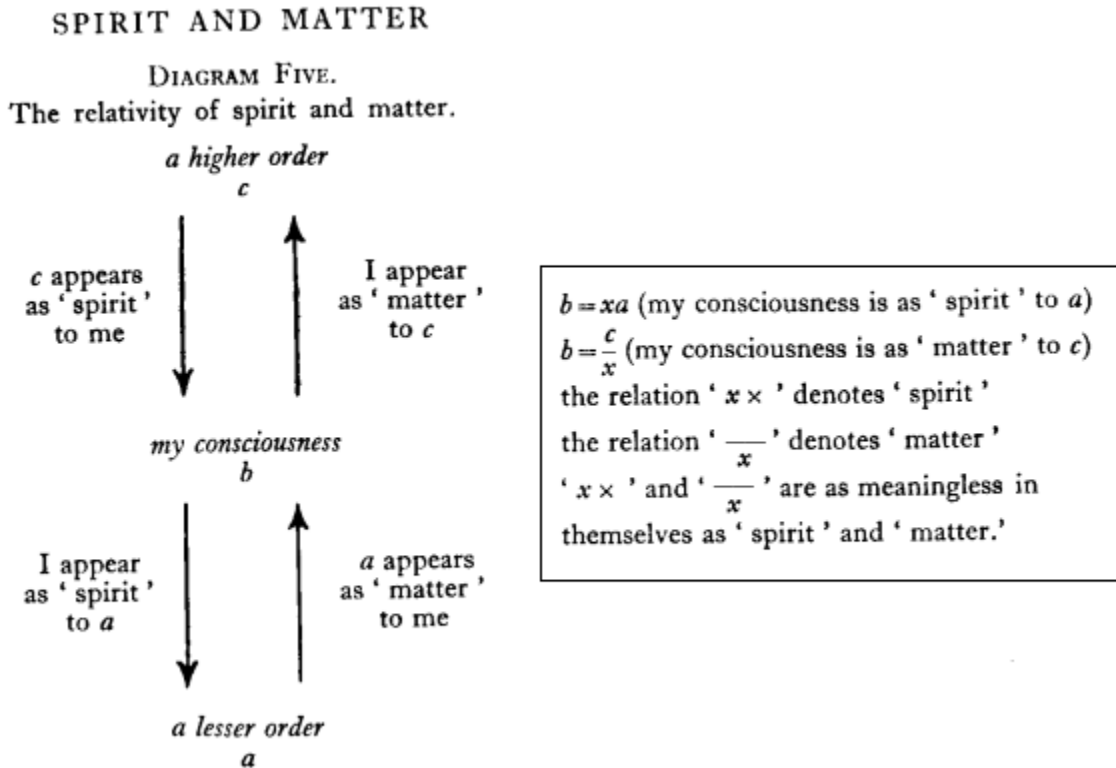 SPIRIT AND MATTER
DIAGRAM FIVE.
The relativity of spirit and matter.
a higher order
c
c appears
as ‘ spirit ’
to me
I appear
as ‘ matter ’
to c
my consciousness
b
I appear
as ‘ spirit ’
to a
a appears
as ‘ matter ’
to me
a lesser order
a
b = xa (my consciousness is as ‘ spirit ’ to a)
b = c/x (my consciousness is as ‘ matter ’ to c)
the relation ‘ x × ’ denotes ‘ spirit ’
the relation ‘ —/x ’ denotes ‘ matter ’
‘ x × ’ and ‘ —/x ’ are as meaningless in
themselves as ‘ spirit ’ and ‘ matter.’